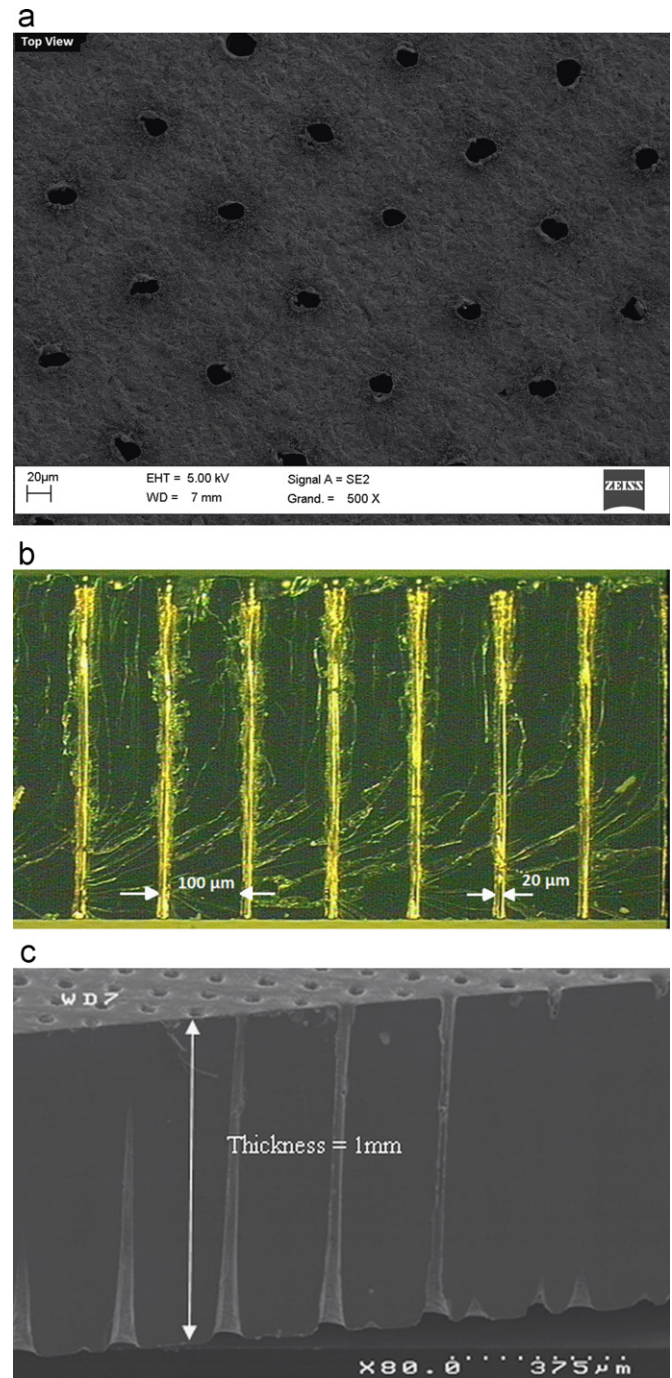 a
Top View
20µm
EHT = 5.00 kV
WD = 7 mm
Signal A = SE2
Grand. = 500 X
ZEISS
b
100 µm
20 µm
c
WD7
Thickness = 1mm
X80.0
375µm